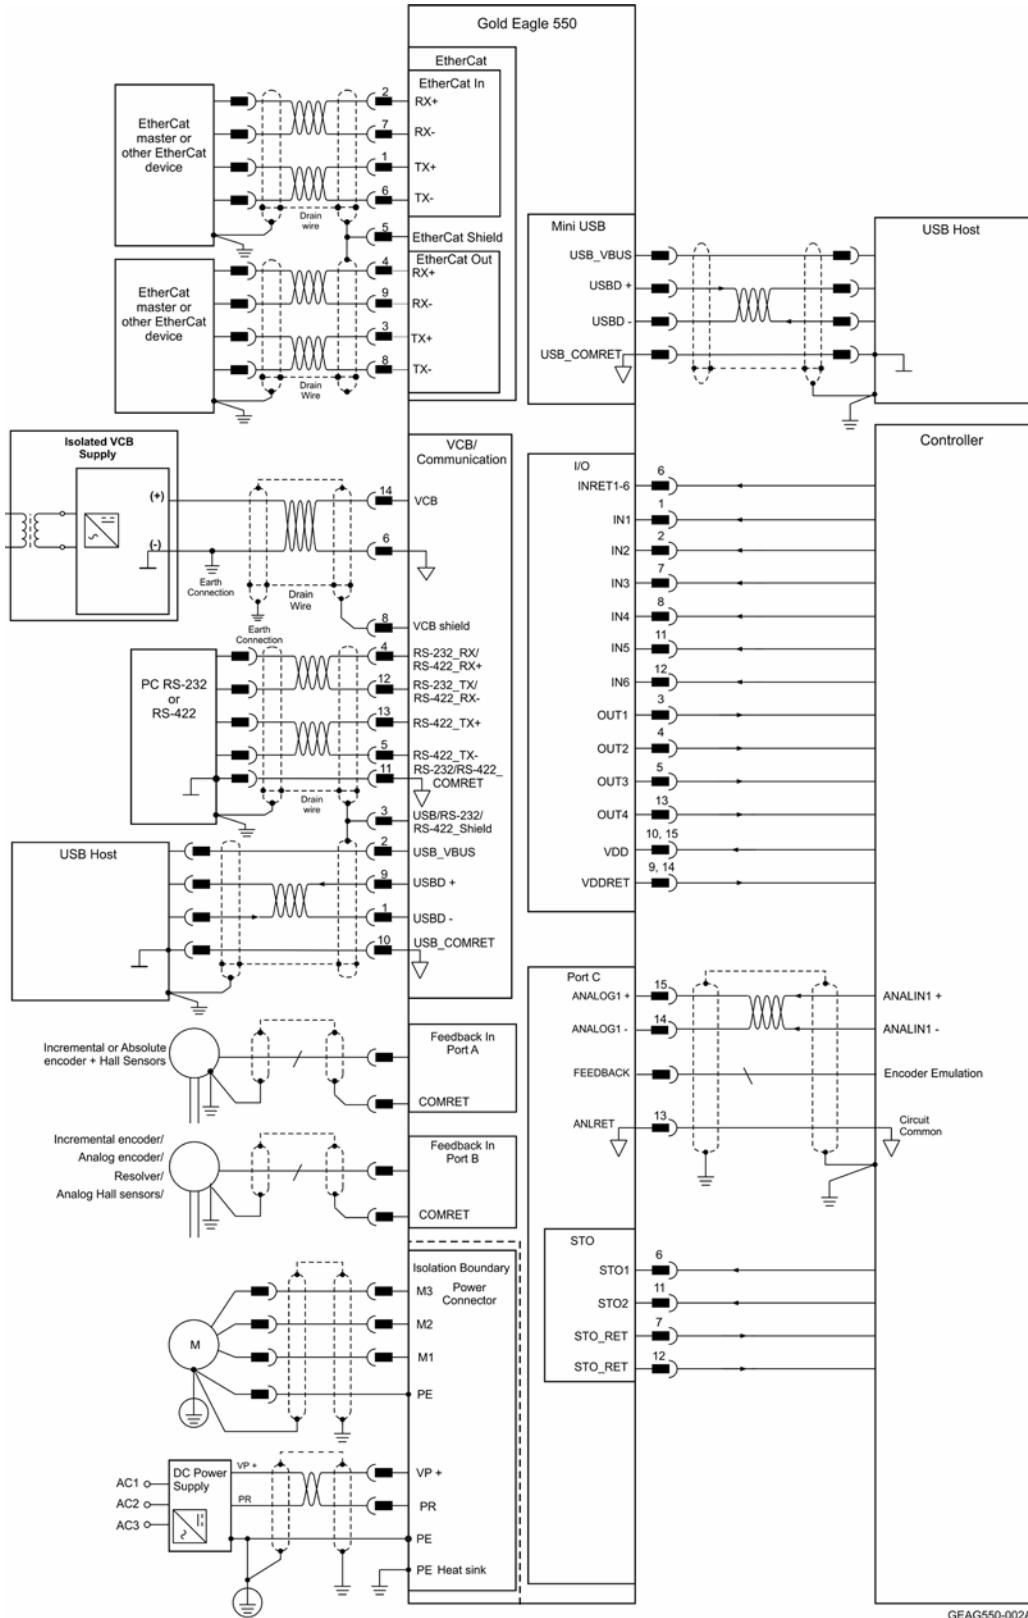 Gold Eagle 550
EtherCat
EtherCat In
EtherCat
master or
other EtherCat
device
2
RX+
7
RX-
1
TX+
6
TX-
Drain
wire
5
EtherCat Shield
EtherCat Out
EtherCat
master or
other EtherCat
device
4
RX+
9
RX-
3
TX+
8
TX-
Drain
Wire
Isolated VCB
Supply
(+)
(-)
Earth
Connection
VCB/
Communication
14
VCB
6
Drain
Wire
Earth
Connection
8
VCB shield
PC RS-232
or
RS-422
4
RS-232_RX/
RS-422_RX+
12
RS-232_TX/
RS-422_RX-
13
RS-422_TX+
5
RS-422_TX-
11
RS-232/RS-422_
COMRET
Drain
wire
3
USB/RS-232/
RS-422_Shield
USB Host
2
USB_VBUS
9
USBD +
1
USBD -
10
USB_COMRET
Incremental or Absolute
encoder + Hall Sensors
Feedback In
Port A
COMRET
Incremental encoder/
Analog encoder/
Resolver/
Analog Hall sensors/
Feedback In
Port B
COMRET
Isolation Boundary
Power
Connector
M
M3
M2
M1
PE
AC1
AC2
AC3
DC Power
Supply
VP +
PR
VP +
PR
PE
PE Heat sink
Mini USB
USB_VBUS
USBD +
USBD -
USB_COMRET
USB Host
Controller
I/O
6
INRET1-6
1
IN1
2
IN2
7
IN3
8
IN4
11
IN5
12
IN6
3
OUT1
4
OUT2
5
OUT3
13
OUT4
10, 15
VDD
9, 14
VDDRET
Port C
15
ANALOG1 +
ANALIN1 +
14
ANALOG1 -
ANALIN1 -
FEEDBACK
Encoder Emulation
13
ANLRET
Circuit
Common
STO
6
STO1
11
STO2
7
STO_RET
12
STO_RET
GEAG550-002A